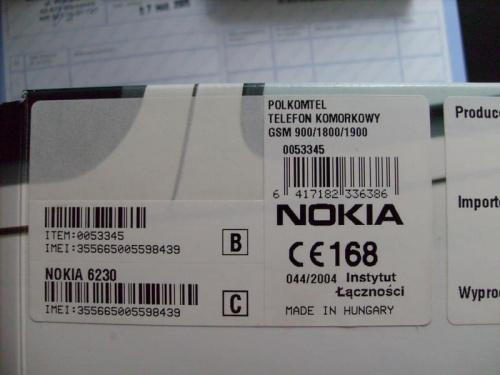 POLKOMTEL
TELEFON KOMORKOWY
GSM 900/1800/1900
0053345
6 417182 336386
NOKIA
CE168
044/2004 Instytut
Łączności
MADE IN HUNGARY
ITEM:0053345
IMEI:355665005598439
B
NOKIA 6230
IMEI:355665005598439
C
Produce
Importe
Wyprod